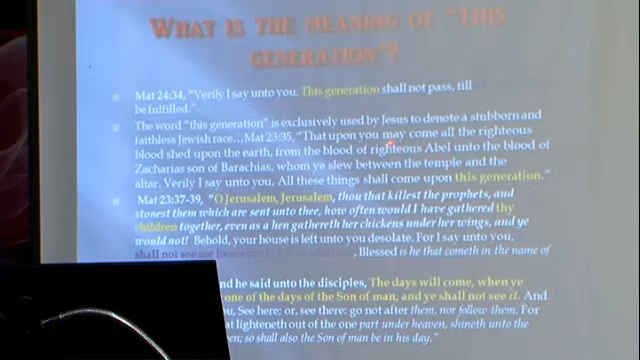 WHAT IS THE MEANING OF "THIS
GENERATION"?
Mat 24:34, "Verily I say unto you. This generation shall not pass, till
be fulfilled."
The word "this generation" is exclusively used by Jesus to denote a stubborn and
faithless Jewish race…Mat 23:35, "That upon you may come all the righteous
blood shed upon the earth, from the blood of righteous Abel unto the blood of
Zacharias son of Barachias, whom ye slew between the temple and the
altar. Verily I say unto you, All these things shall come upon this generation."
Mat 23:37-39, "O Jerusalem, Jerusalem, thou that killest the prophets, and
stonest them which are sent unto thee, how often would I have gathered thy
children together, even as a hen gathereth her chickens under her wings, and ye
would not! Behold, your house is left unto you desolate. For I say unto you,
shall not see me henceforth, Blessed is he that cometh in the name of
nd he said unto the disciples, The days will come, when ye
one of the days of the Son of man, and ye shall not see it. And
u, See here; or, see there: go not after them, nor follow them. For
at lighteneth out of the one part under heaven, shineth unto the
en; so shall also the Son of man be in his day."